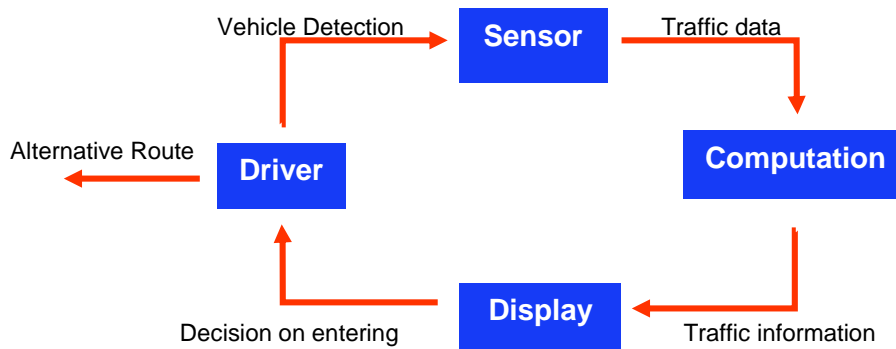 Vehicle Detection
Sensor
Traffic data
Alternative Route
Driver
Computation
Display
Decision on entering
Traffic information